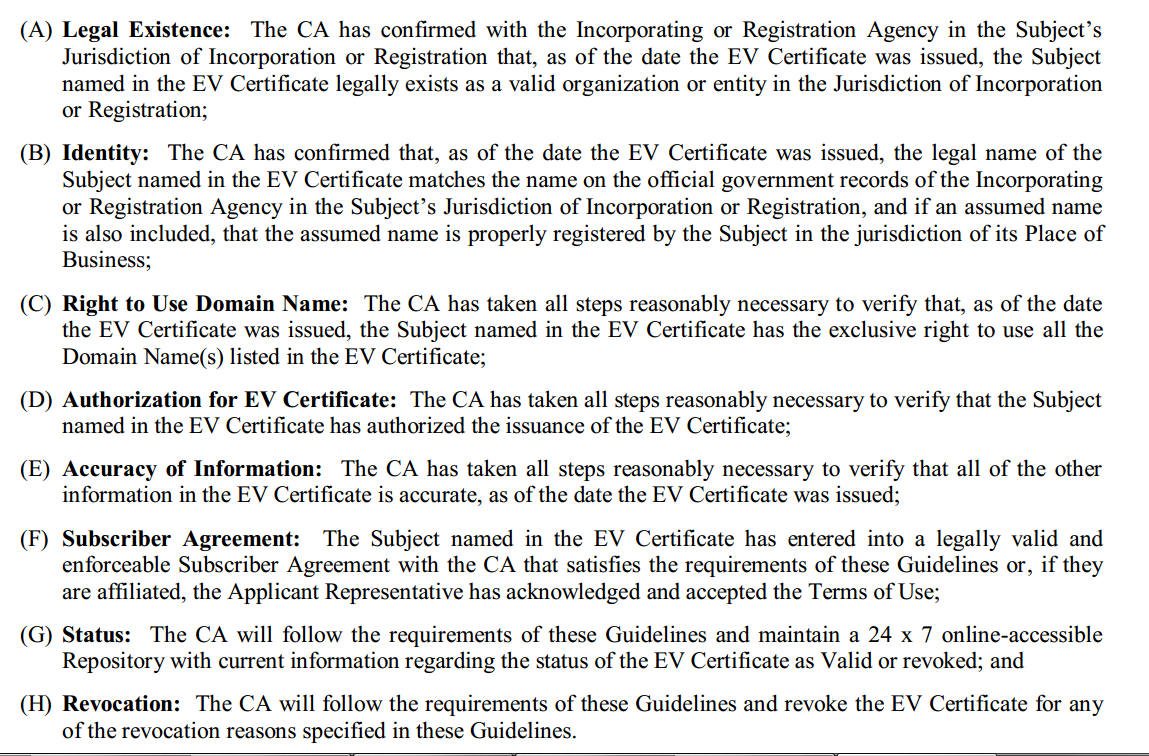 (A) Legal Existence: The CA has confirmed with the Incorporating or Registration Agency in the Subject’s
Jurisdiction of Incorporation or Registration that, as of the date the EV Certificate was issued, the Subject
named in the EV Certificate legally exists as a valid organization or entity in the Jurisdiction of Incorporation
or Registration;
(B) Identity: The CA has confirmed that, as of the date the EV Certificate was issued, the legal name of the
Subject named in the EV Certificate matches the name on the official government records of the Incorporating
or Registration Agency in the Subject’s Jurisdiction of Incorporation or Registration, and if an assumed name
is also included, that the assumed name is properly registered by the Subject in the jurisdiction of its Place of
Business;
(C) Right to Use Domain Name: The CA has taken all steps reasonably necessary to verify that, as of the date
the EV Certificate was issued, the Subject named in the EV Certificate has the exclusive right to use all the
Domain Name(s) listed in the EV Certificate;
(D) Authorization for EV Certificate: The CA has taken all steps reasonably necessary to verify that the Subject
named in the EV Certificate has authorized the issuance of the EV Certificate;
(E) Accuracy of Information: The CA has taken all steps reasonably necessary to verify that all of the other
information in the EV Certificate is accurate, as of the date the EV Certificate was issued;
(F) Subscriber Agreement: The Subject named in the EV Certificate has entered into a legally valid and
enforceable Subscriber Agreement with the CA that satisfies the requirements of these Guidelines or, if they
are affiliated, the Applicant Representative has acknowledged and accepted the Terms of Use;
(G) Status: The CA will follow the requirements of these Guidelines and maintain a 24 x 7 online-accessible
Repository with current information regarding the status of the EV Certificate as Valid or revoked; and
(H) Revocation: The CA will follow the requirements of these Guidelines and revoke the EV Certificate for any
of the revocation reasons specified in these Guidelines.